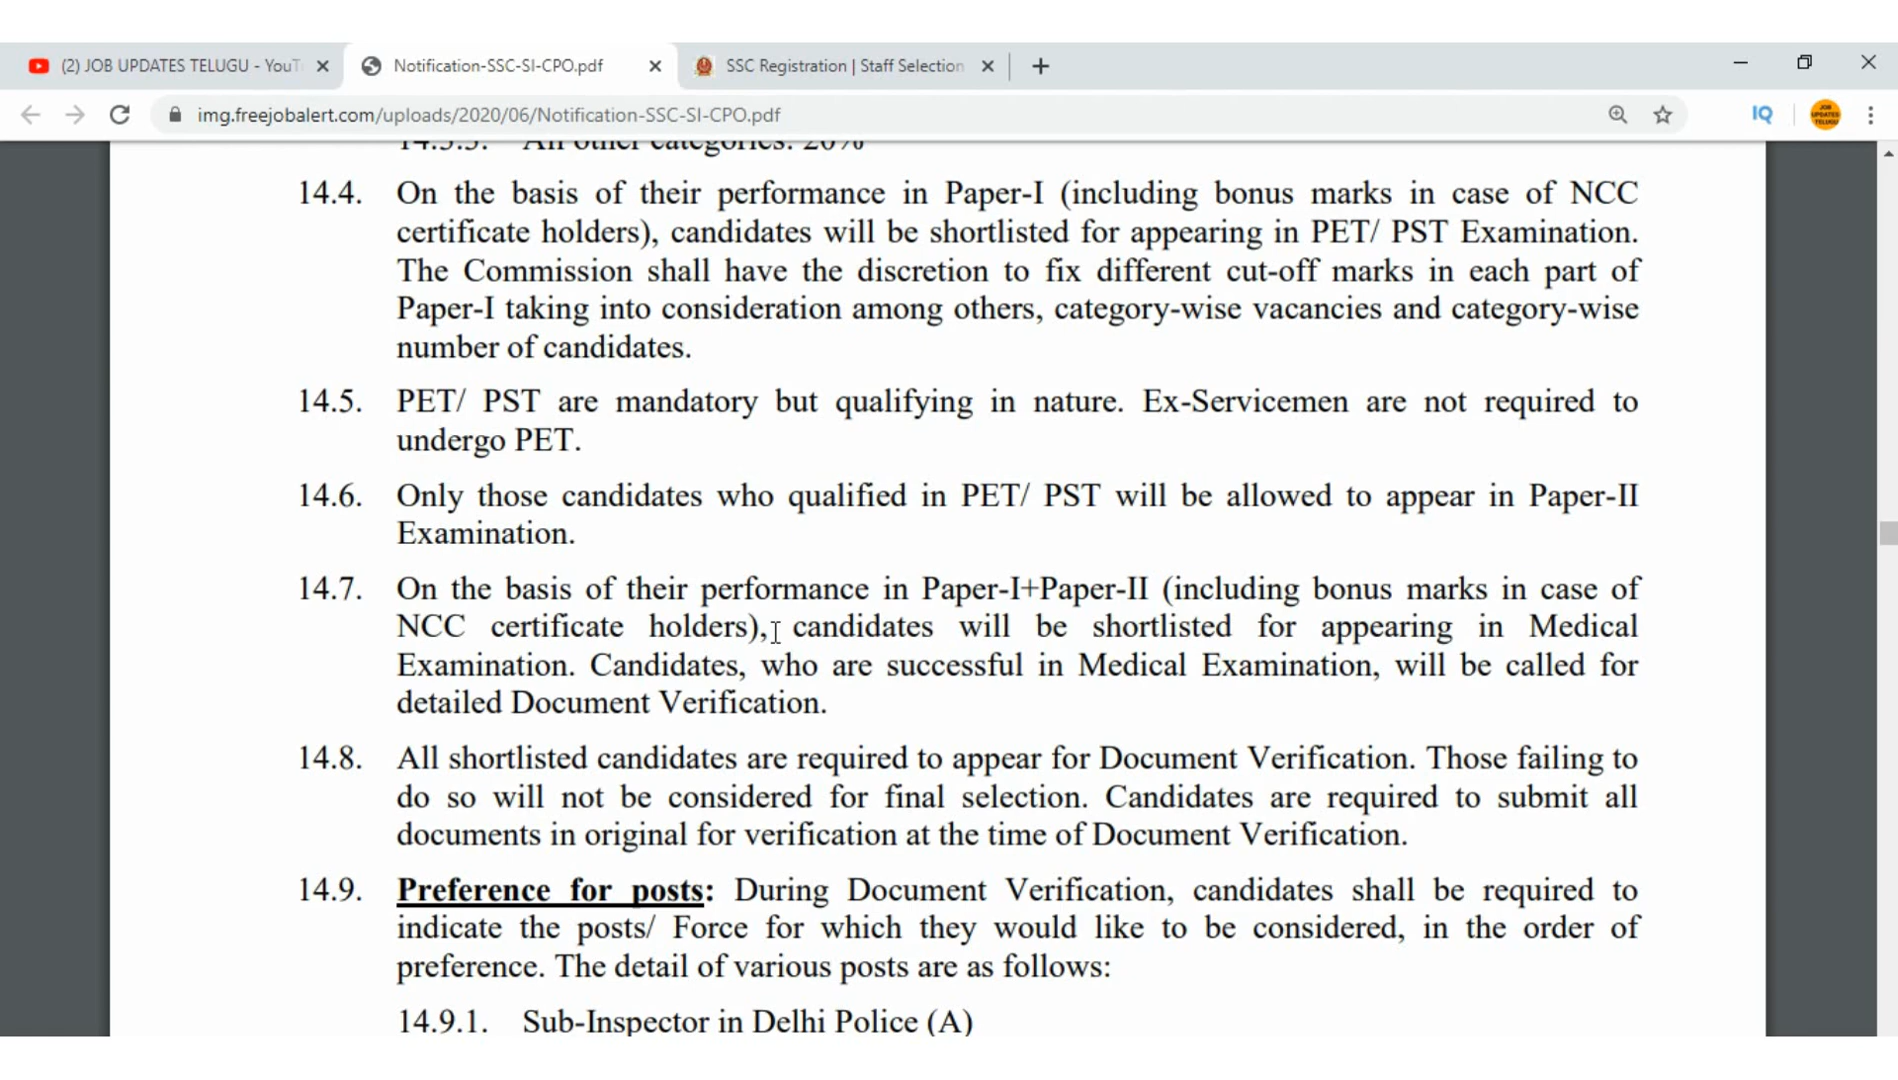 (2) JOB UPDATES TELUGU - YouT
Notification-SSC-SI-CPO.pdf
SSC Registration | Staff Selection
img.freejobalert.com/uploads/2020/06/Notification-SSC-SI-CPO.pdf
IQ
JOB
UPDATES
TELUGU
14.3.3. All other categories: 20%
14.4. On the basis of their performance in Paper-I (including bonus marks in case of NCC
certificate holders), candidates will be shortlisted for appearing in PET/ PST Examination.
The Commission shall have the discretion to fix different cut-off marks in each part of
Paper-I taking into consideration among others, category-wise vacancies and category-wise
number of candidates.
14.5. PET/ PST are mandatory but qualifying in nature. Ex-Servicemen are not required to
undergo PET.
14.6. Only those candidates who qualified in PET/ PST will be allowed to appear in Paper-II
Examination.
14.7. On the basis of their performance in Paper-I+Paper-II (including bonus marks in case of
NCC certificate holders), candidates will be shortlisted for appearing in Medical
Examination. Candidates, who are successful in Medical Examination, will be called for
detailed Document Verification.
14.8. All shortlisted candidates are required to appear for Document Verification. Those failing to
do so will not be considered for final selection. Candidates are required to submit all
documents in original for verification at the time of Document Verification.
14.9. Preference for posts: During Document Verification, candidates shall be required to
indicate the posts/ Force for which they would like to be considered, in the order of
preference. The detail of various posts are as follows:
14.9.1. Sub-Inspector in Delhi Police (A)